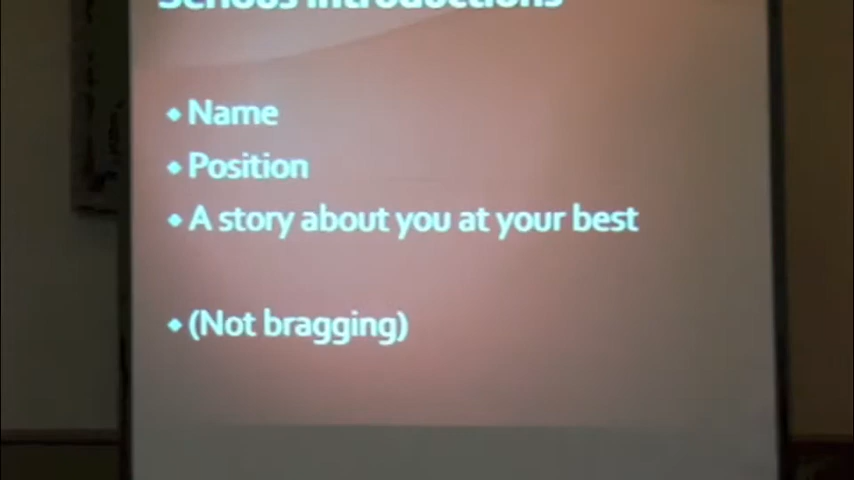 Serious Introductions
Name
Position
A story about you at your best
(Not bragging)